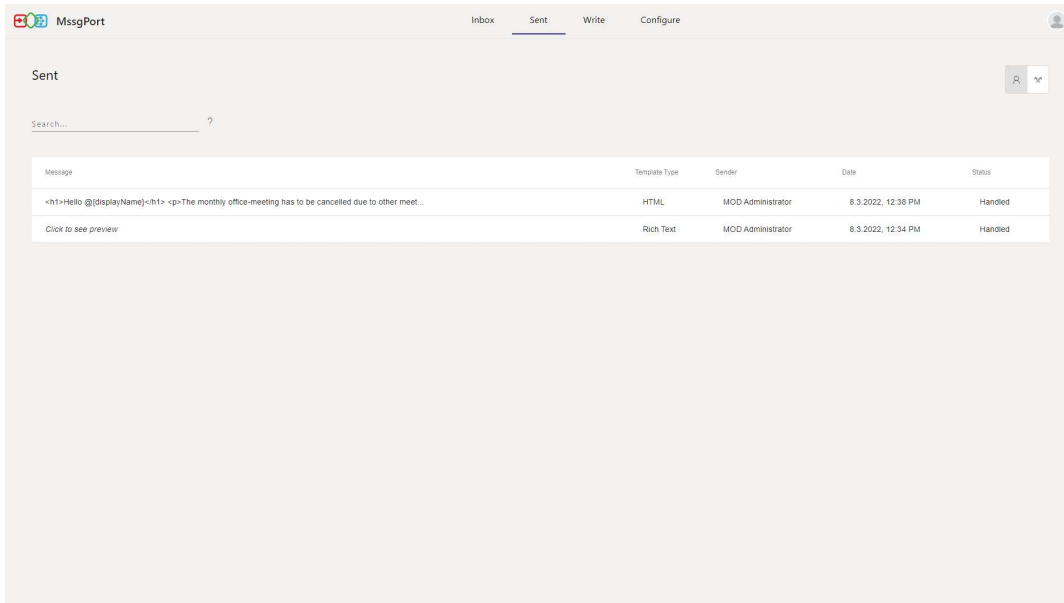 MssgPort Inbox Sent Write Configure
Sent
Search... ?
Message Template Type Sender Date Status
<h1>Hello @{displayName}</h1> <p>The monthly office-meeting has to be cancelled due to other meet... HTML MOD Administrator 8.3.2022, 12:38 PM Handled
Click to see preview Rich Text MOD Administrator 8.3.2022, 12:34 PM Handled